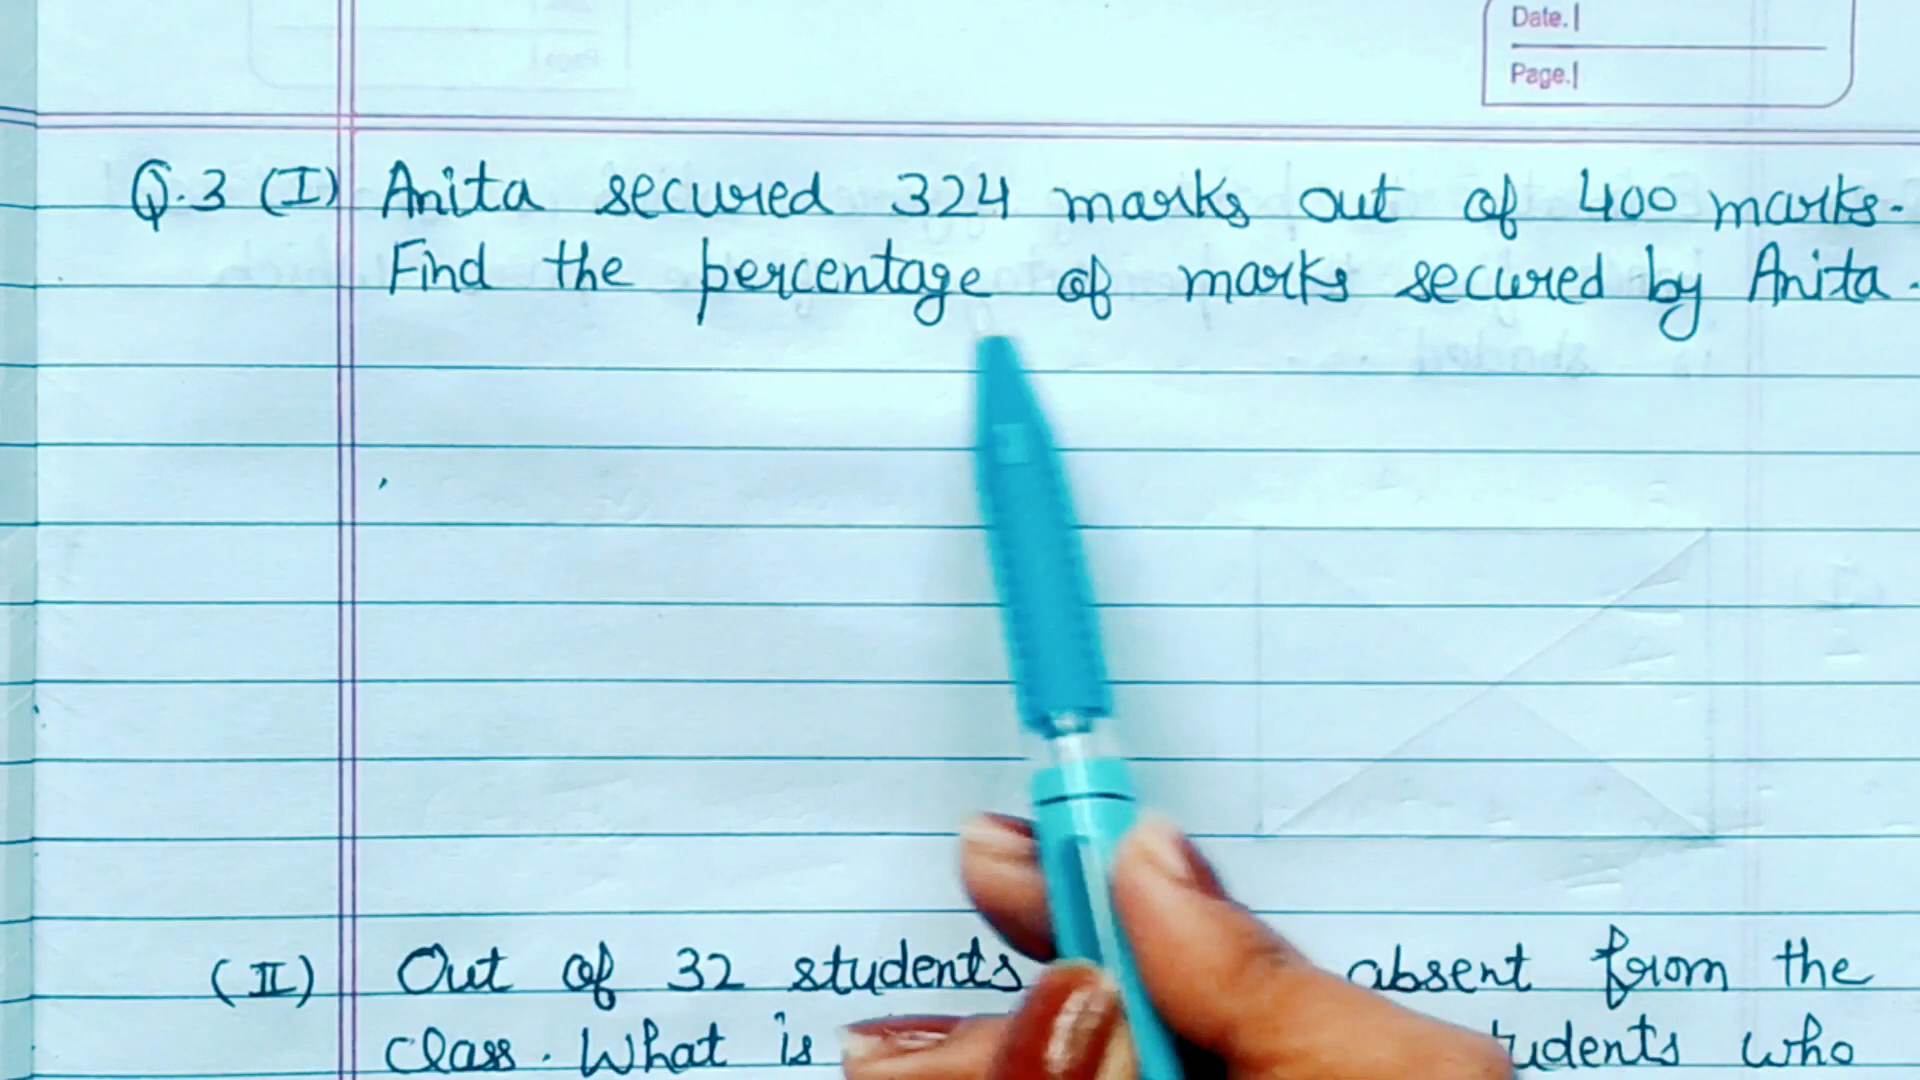 Date.
Page.
Q.3 (I) Anita secured 324 marks out of 400 marks.
Find the percentage of marks secured by Anita.
(II) Out of 32 students absent from the
class. What is students who